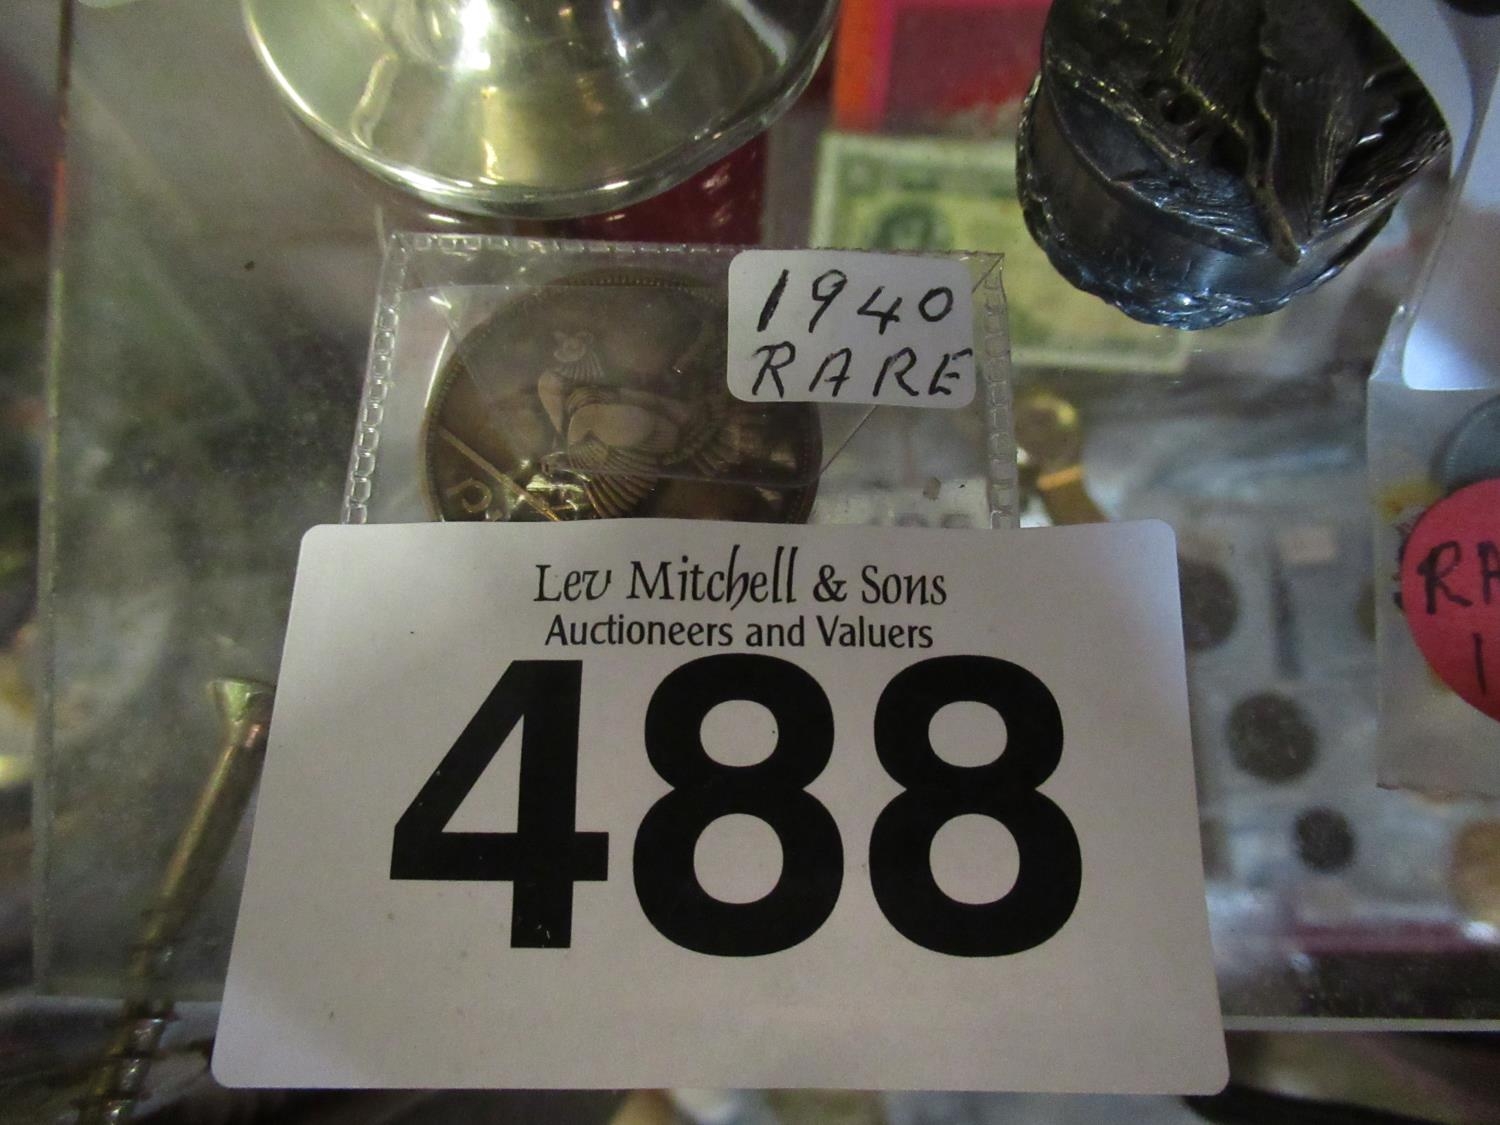 1940
RARE
Lev Mitchell & Sons
Auctioneers and Valuers
488